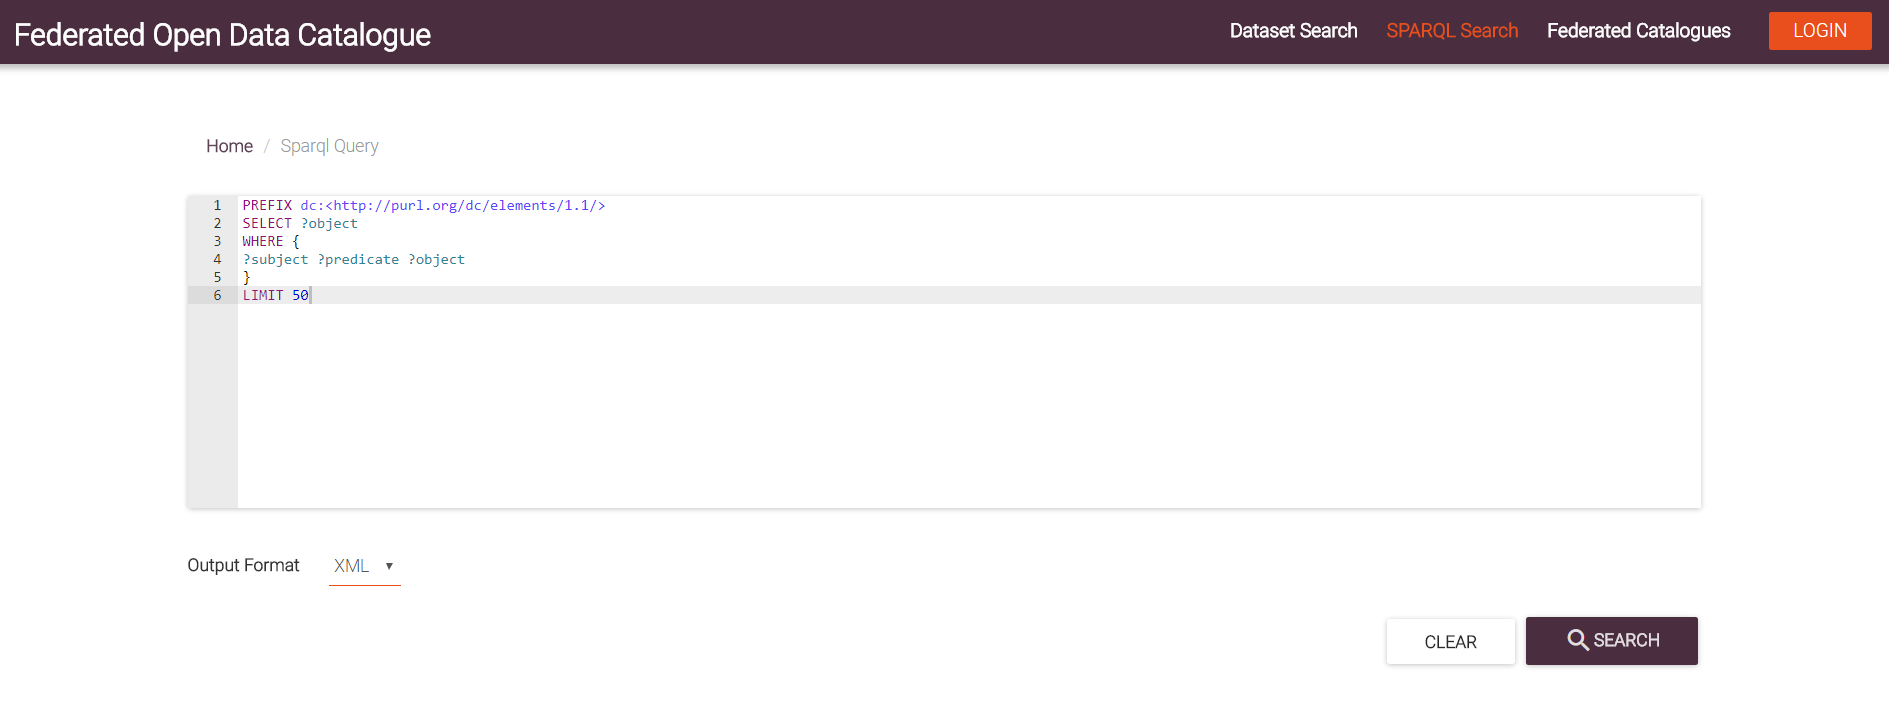 Federated Open Data Catalogue
Dataset Search SPARQL Search Federated Catalogues LOGIN
Home / Sparql Query
1 PREFIX dc:<http://purl.org/dc/elements/1.1/>
2 SELECT ?object
3 WHERE {
4 ?subject ?predicate ?object
5 }
6 LIMIT 50
Output Format XML ▼
CLEAR SEARCH